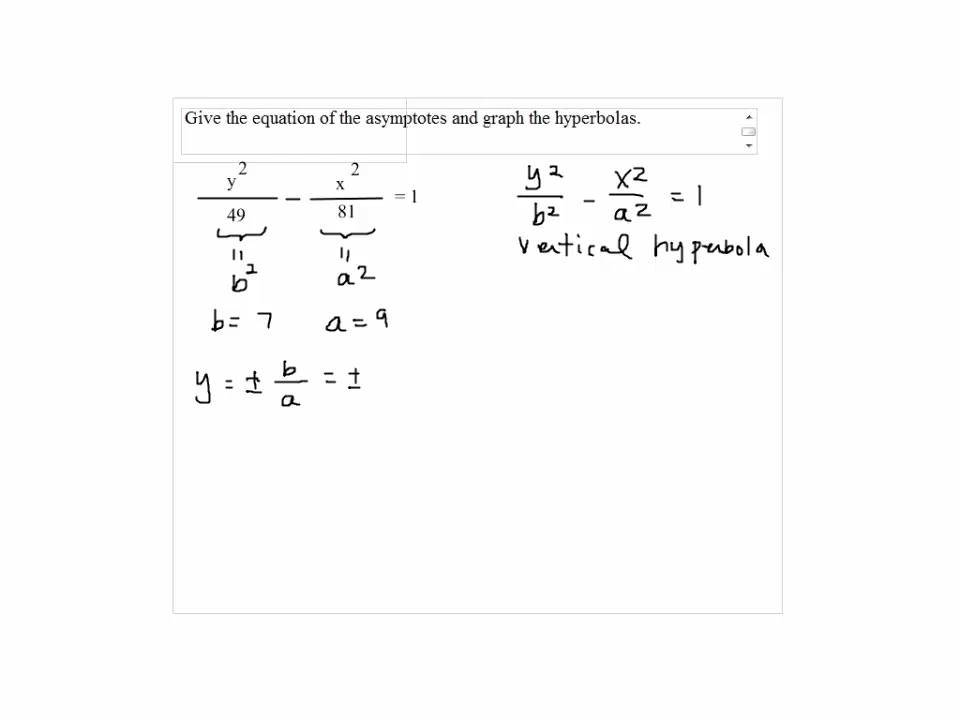 Give the equation of the asymptotes and graph the hyperbolas.
y² / 49 − x² / 81 = 1
y² / b² − x² / a² = 1
vertical hyperbola
= b² = a²
b = 7 a = 9
y = ± b / a = ±